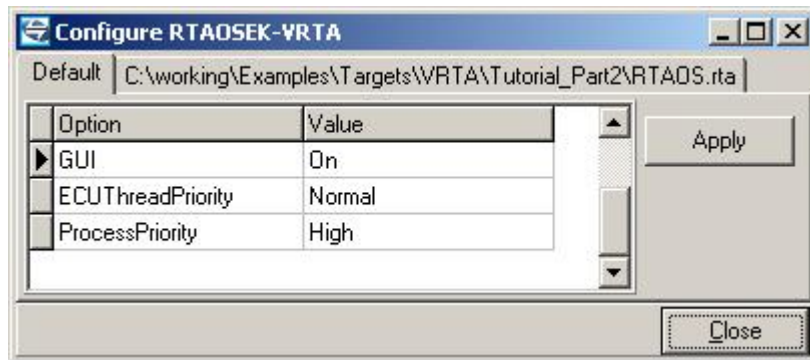 Configure RTAOSEK-VRTA
Default C:\working\Examples\Targets\VRTA\Tutorial_Part2\RTAOS.rta
Option Value
Apply
GUI On
ECUThreadPriority Normal
ProcessPriority High
Close